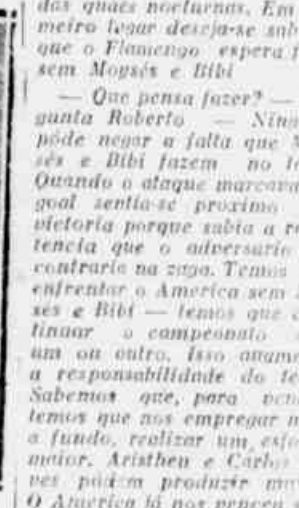 das quaes nocturnas. Em
meiro logar deseja-se sab
que o Flamengo espera f
sem Moysés e Bibi
— Que pensa fazer? —
gunta Roberto — Ning
póde negar a falta que M
sés e Bibi fazem no t
Quando o ataque marcava
goal sentia-se proximo
victoria porque sabia a re
tencia que o adversario
contraria na zaga. Temos
enfrentar o America sem
sés e Bibi — temos que c
tinuar o campeonato
um ou outro. Isso augm
a responsabilidade do te
Sabemos que, para ven
temos que nos empregar m
a fundo, realizar um esfo
maior. Aristheu e Carlos
ves pódem produzir mu
O America já nos venceu